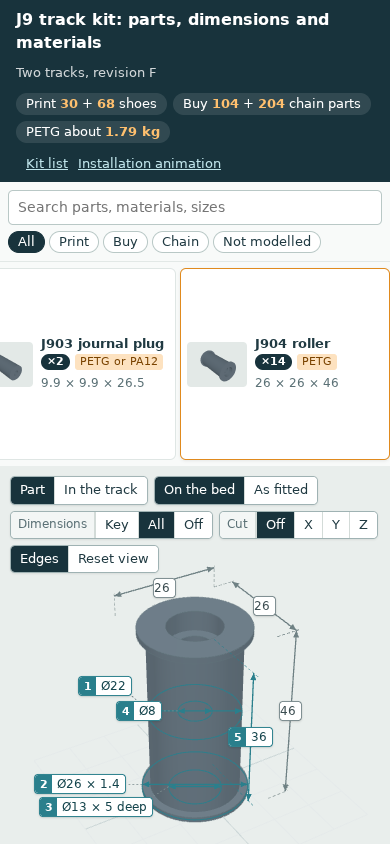 J9 track kit: parts, dimensions and
materials
Two tracks, revision F
Print 30 + 68 shoes
Buy 104 + 204 chain parts
PETG about 1.79 kg
Kit list
Installation animation
Search parts, materials, sizes
All
Print
Buy
Chain
Not modelled
J903 journal plug
×2
PETG or PA12
9.9 × 9.9 × 26.5
J904 roller
×14
PETG
26 × 26 × 46
Part
In the track
On the bed
As fitted
Dimensions
Key
All
Off
Cut
Off
X
Y
Z
Edges
Reset view
26
26
1 Ø22
4 Ø8
46
5 36
2 Ø26 × 1.4
3 Ø13 × 5 deep